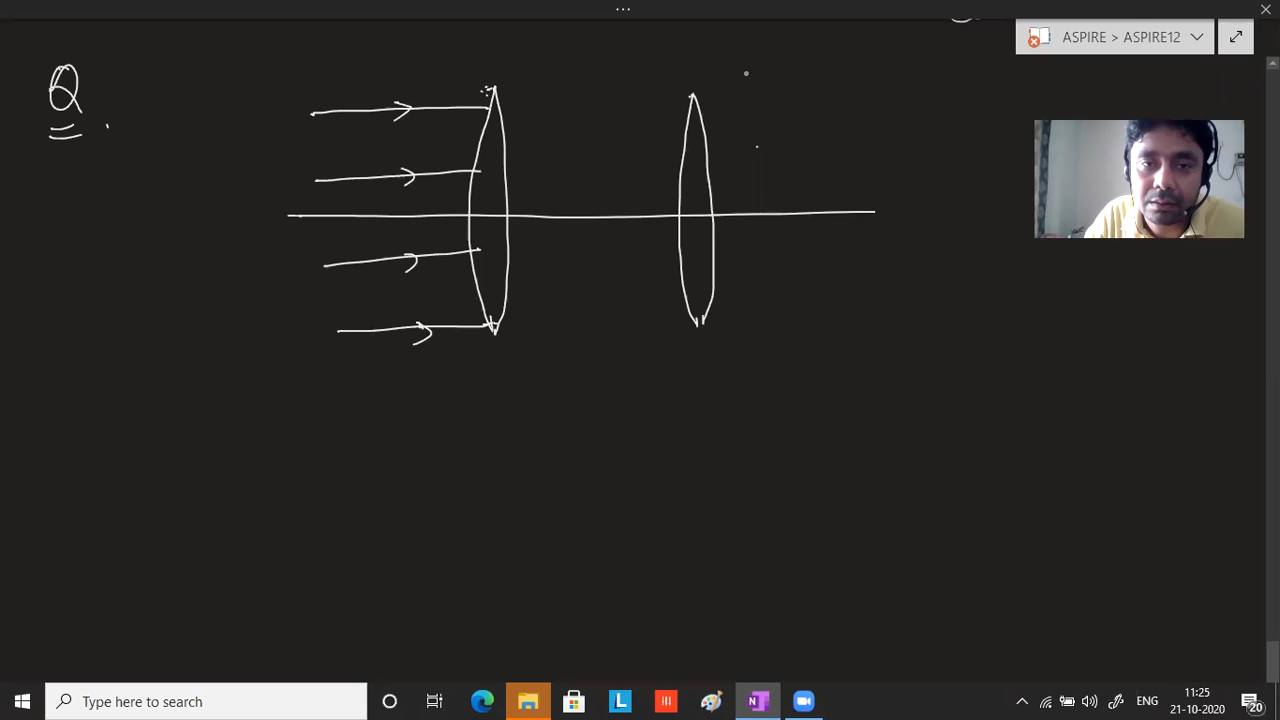 ...
ASPIRE > ASPIRE12
Q
Type here to search
L
N
ENG
11:25
21-10-2020
20